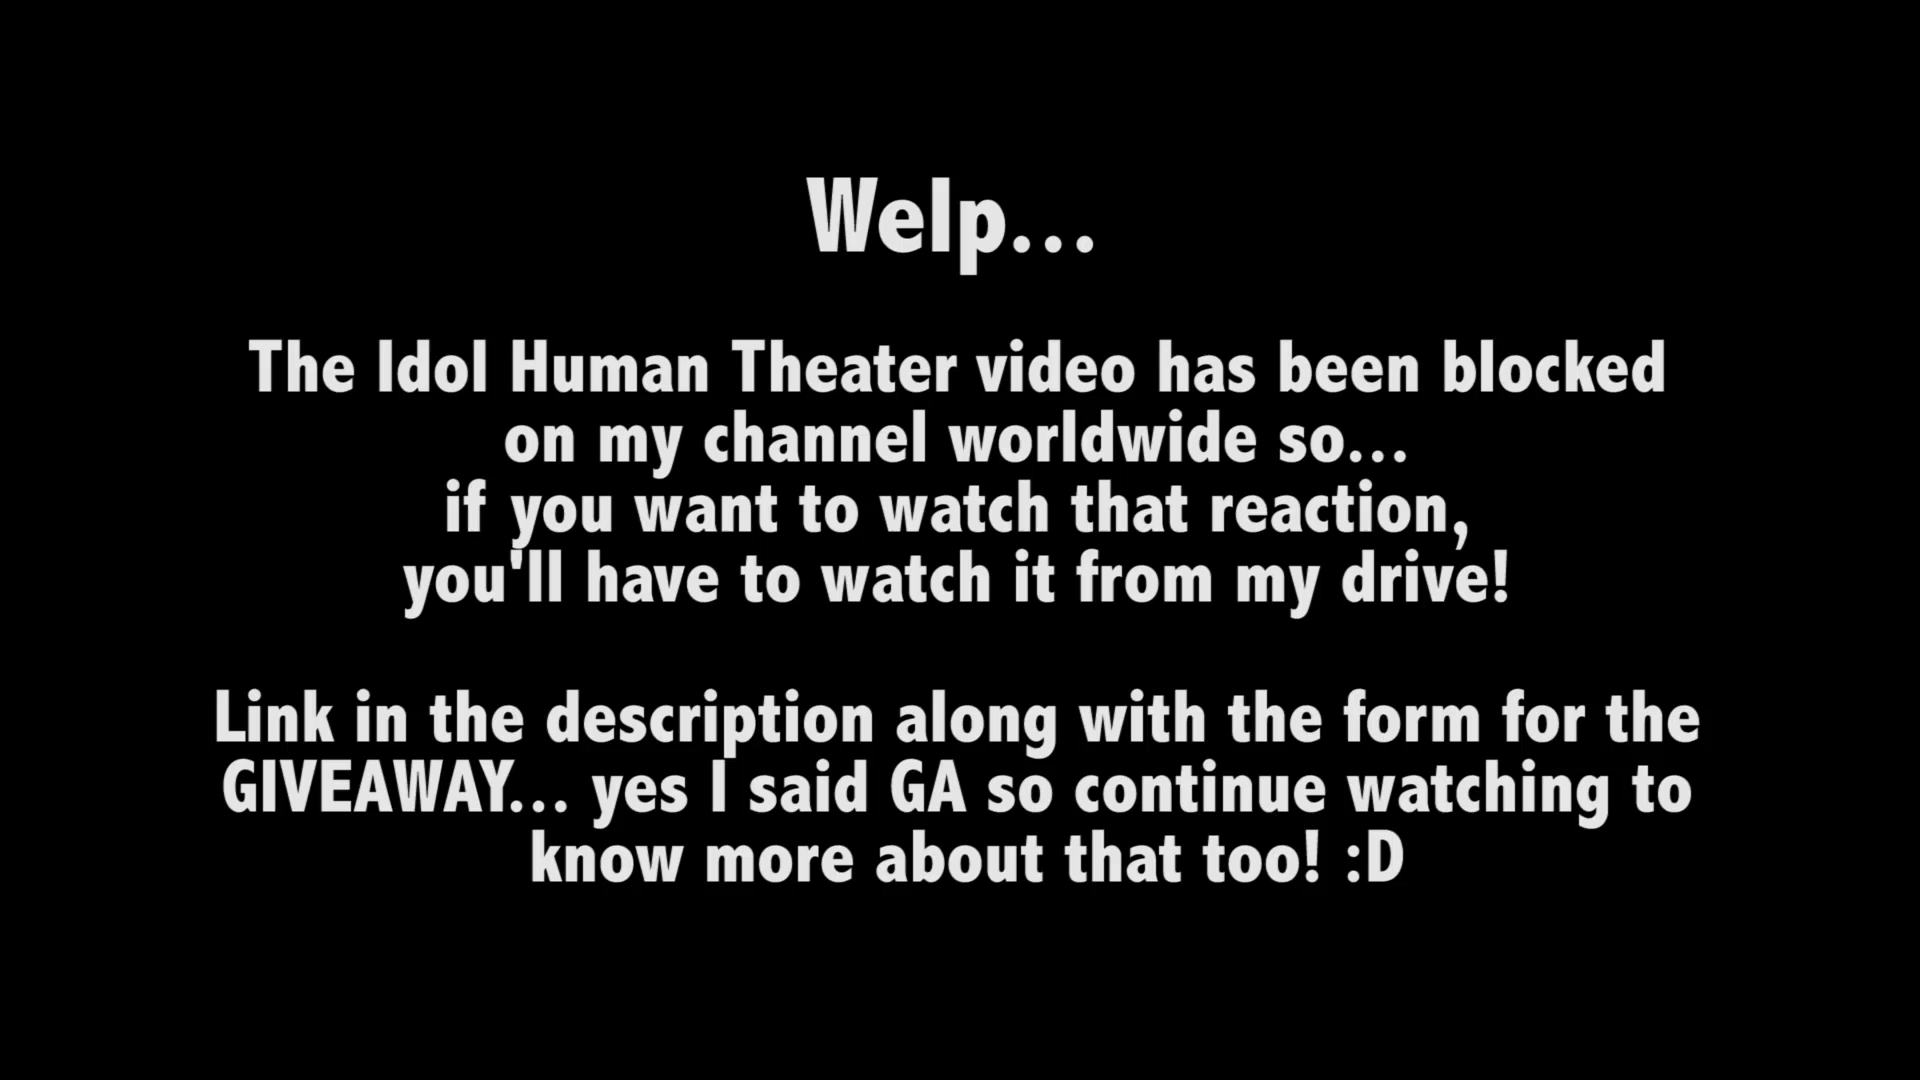 Welp...
The Idol Human Theater video has been blocked
on my channel worldwide so...
if you want to watch that reaction,
you'll have to watch it from my drive!
Link in the description along with the form for the
GIVEAWAY... yes I said GA so continue watching to
know more about that too! :D